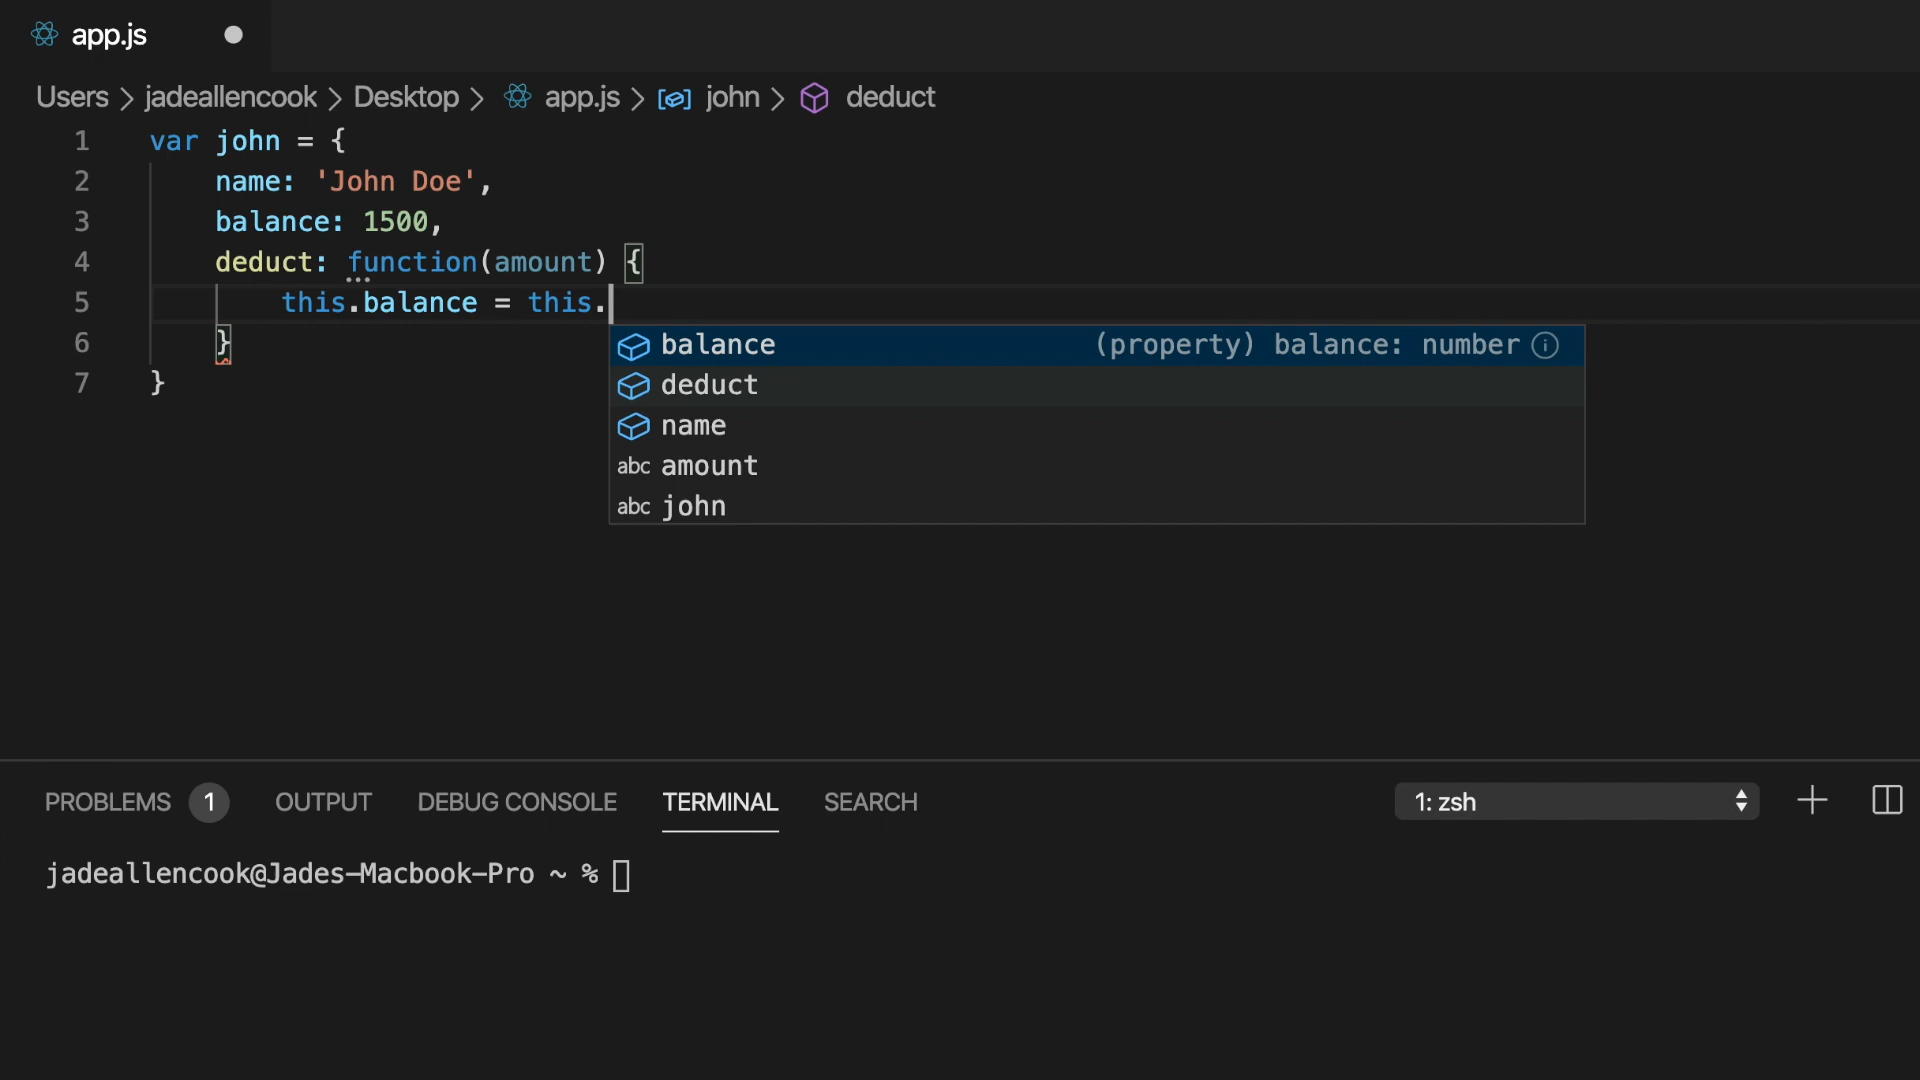 app.js
Users > jadeallencook > Desktop > app.js > john > deduct
1 var john = {
2 name: 'John Doe',
3 balance: 1500,
4 deduct: function(amount) {
5 this.balance = this.
6 }
7 }
balance (property) balance: number
deduct
name
abc amount
abc john
PROBLEMS 1 OUTPUT DEBUG CONSOLE TERMINAL SEARCH 1: zsh
jadeallencook@Jades-Macbook-Pro ~ %